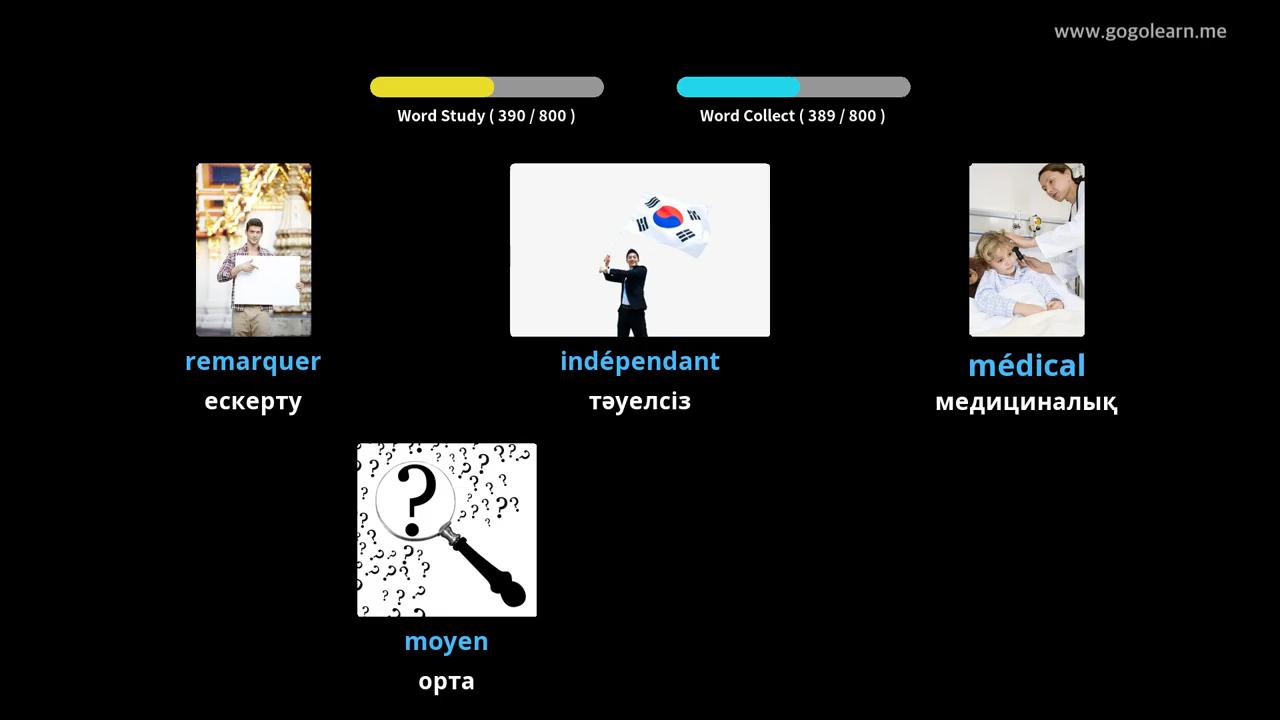 www.gogolearn.me
Word Study ( 390 / 800 )
Word Collect ( 389 / 800 )
remarquer
indépendant
médical
ескерту
тәуелсіз
медициналық
moyen
орта